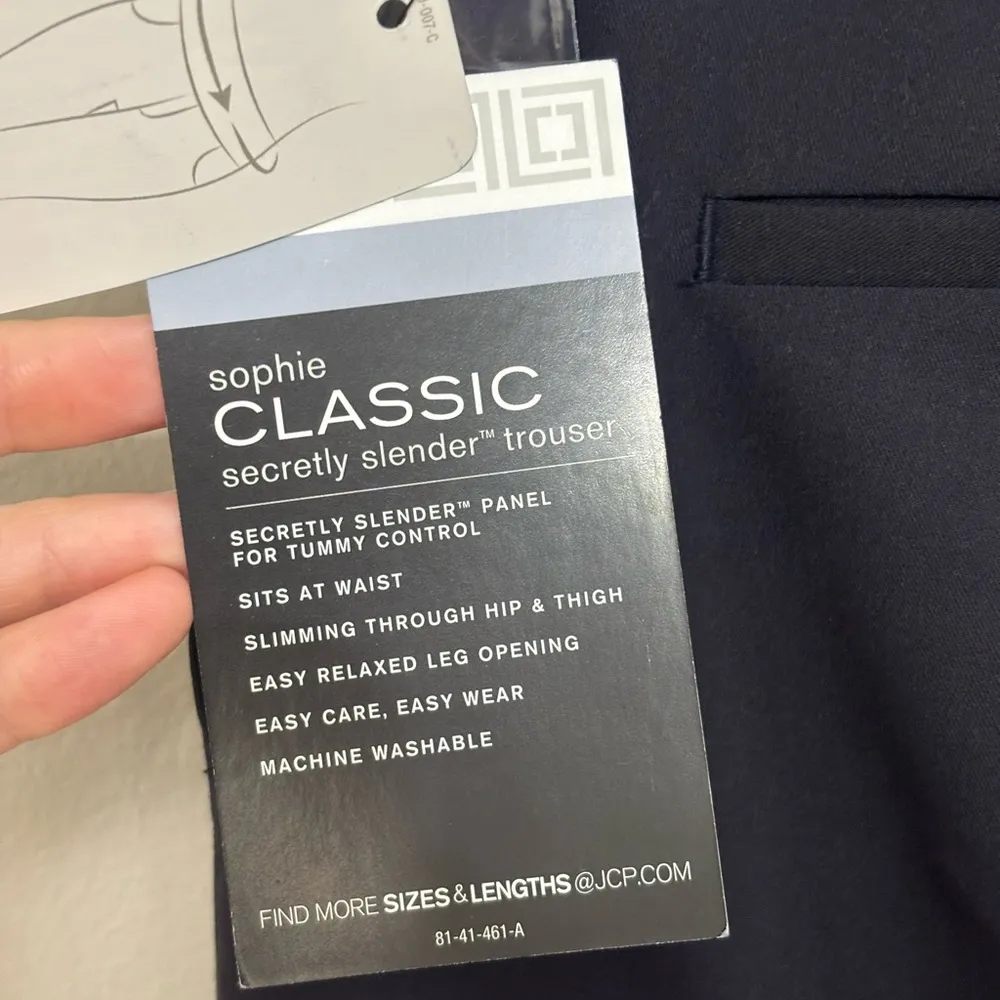 -007-C
sophie
CLASSIC
secretly slender™ trouser
SECRETLY SLENDER™ PANEL
FOR TUMMY CONTROL
SITS AT WAIST
SLIMMING THROUGH HIP & THIGH
EASY RELAXED LEG OPENING
EASY CARE, EASY WEAR
MACHINE WASHABLE
FIND MORE SIZES & LENGTHS @JCP.COM
81-41-461-A